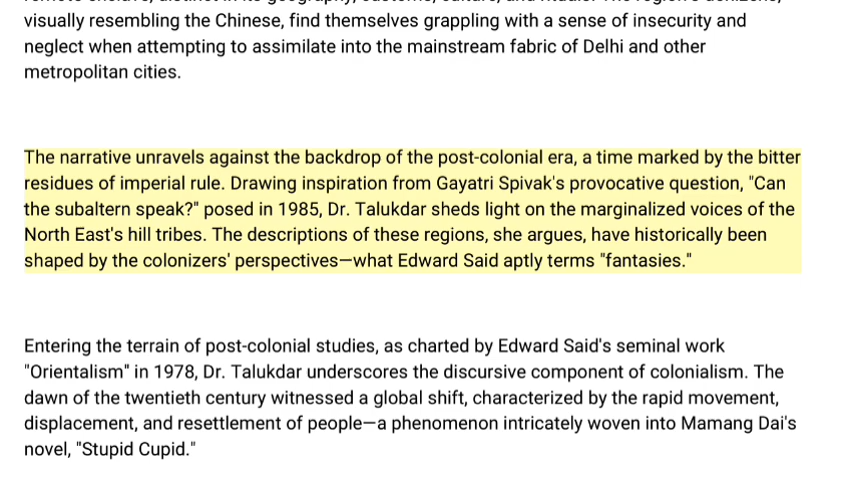 visually resembling the Chinese, find themselves grappling with a sense of insecurity and
neglect when attempting to assimilate into the mainstream fabric of Delhi and other
metropolitan cities.
The narrative unravels against the backdrop of the post-colonial era, a time marked by the bitter
residues of imperial rule. Drawing inspiration from Gayatri Spivak's provocative question, "Can
the subaltern speak?" posed in 1985, Dr. Talukdar sheds light on the marginalized voices of the
North East's hill tribes. The descriptions of these regions, she argues, have historically been
shaped by the colonizers' perspectives—what Edward Said aptly terms "fantasies."
Entering the terrain of post-colonial studies, as charted by Edward Said's seminal work
"Orientalism" in 1978, Dr. Talukdar underscores the discursive component of colonialism. The
dawn of the twentieth century witnessed a global shift, characterized by the rapid movement,
displacement, and resettlement of people—a phenomenon intricately woven into Mamang Dai's
novel, "Stupid Cupid."